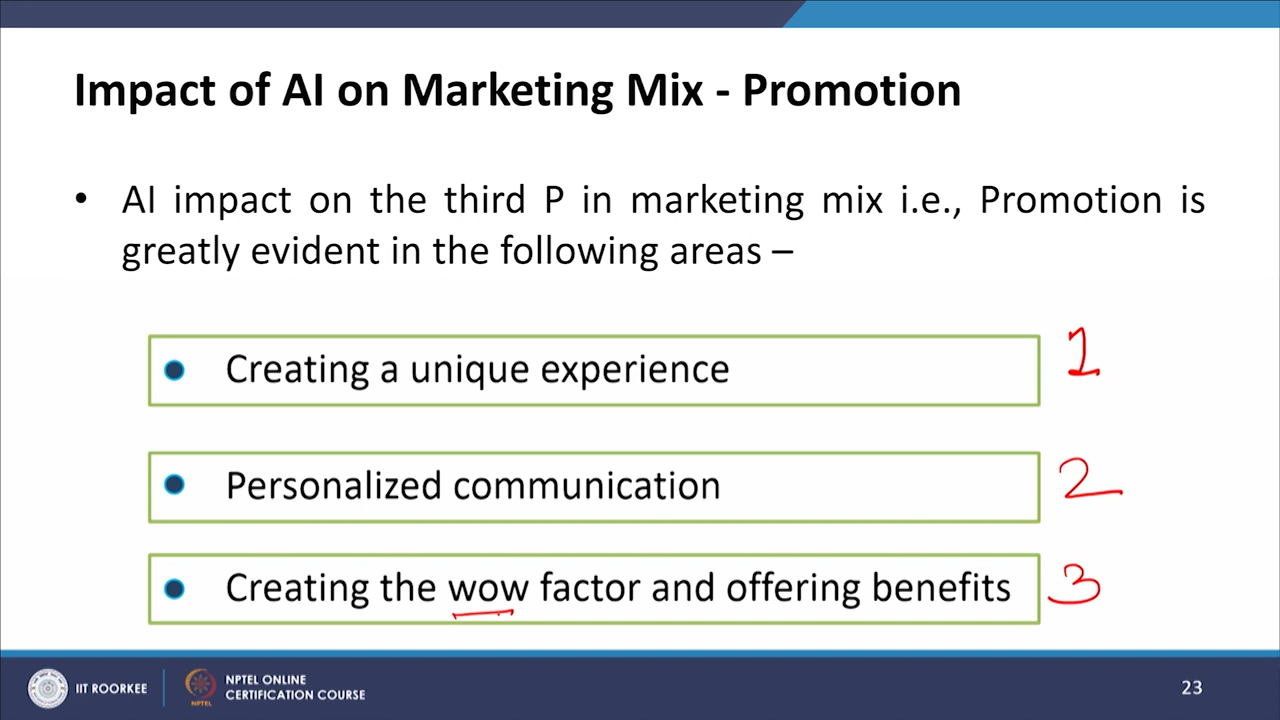 Impact of AI on Marketing Mix - Promotion
• AI impact on the third P in marketing mix i.e., Promotion is
greatly evident in the following areas –
• Creating a unique experience 1
• Personalized communication 2
• Creating the wow factor and offering benefits 3
IIT ROORKEE
NPTEL
NPTEL ONLINE
CERTIFICATION COURSE
23